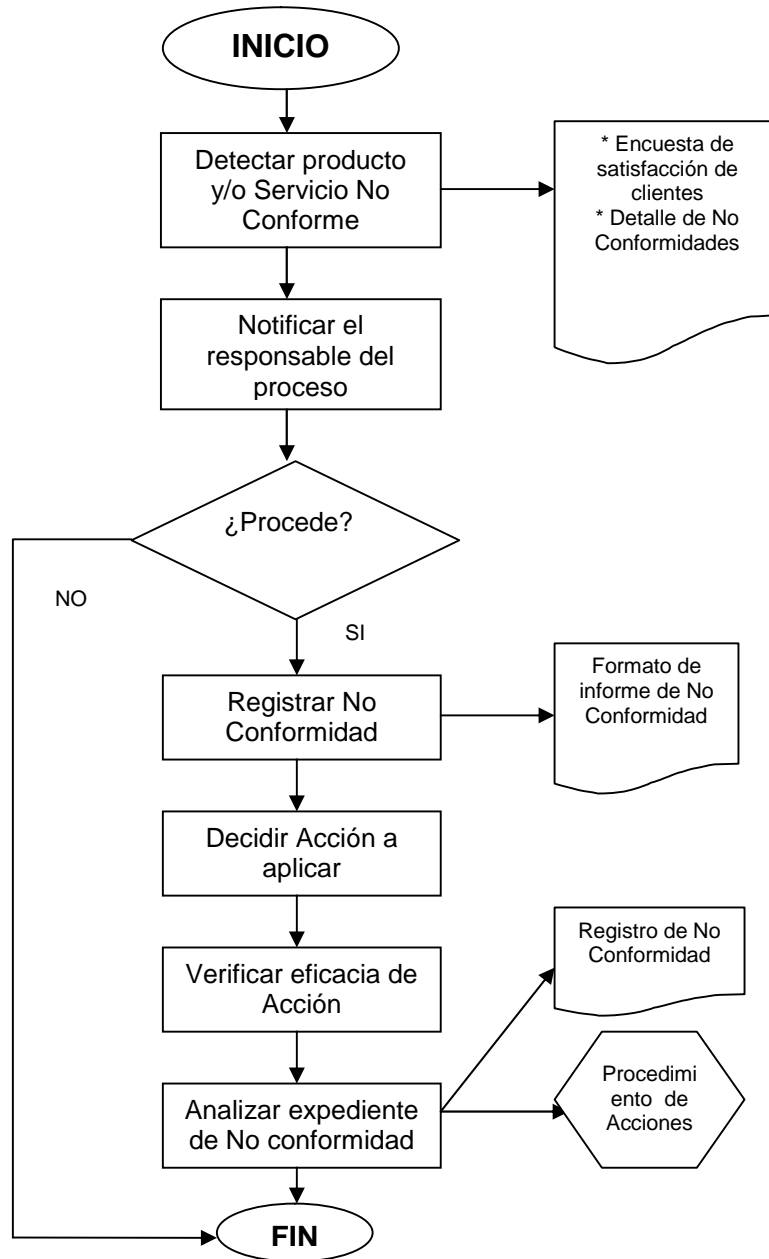 INICIO
Detectar producto
y/o Servicio No
Conforme
* Encuesta de
satisfacción de
clientes
* Detalle de No
Conformidades
Notificar el
responsable del
proceso
¿Procede?
NO
SI
Registrar No
Conformidad
Formato de
informe de No
Conformidad
Decidir Acción a
aplicar
Verificar eficacia de
Acción
Registro de No
Conformidad
Analizar expediente
de No conformidad
Procedimi
ento de
Acciones
FIN